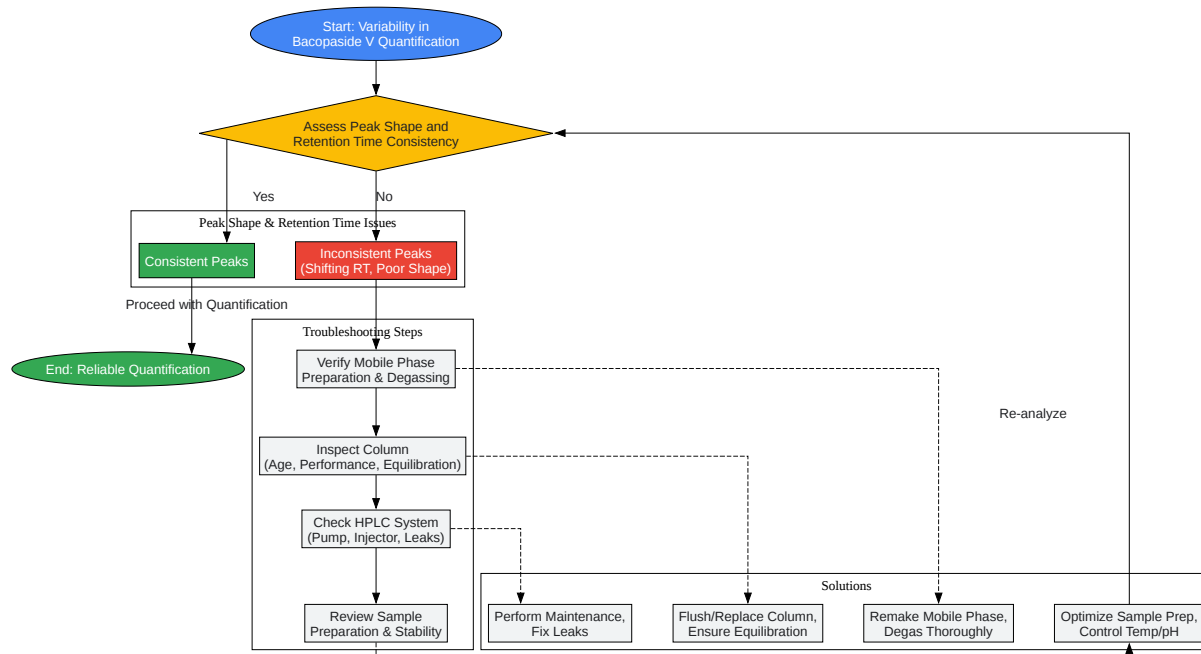 Start: Variability in
Bacopaside V Quantification
Assess Peak Shape and
Retention Time Consistency
Yes
No
Peak Shape & Retention Time Issues
Consistent Peaks
Inconsistent Peaks
(Shifting RT, Poor Shape)
Proceed with Quantification
Troubleshooting Steps
End: Reliable Quantification
Verify Mobile Phase
Preparation & Degassing
Re-analyze
Inspect Column
(Age, Performance, Equilibration)
Check HPLC System
(Pump, Injector, Leaks)
Solutions
Review Sample
Preparation & Stability
Perform Maintenance,
Fix Leaks
Flush/Replace Column,
Ensure Equilibration
Remake Mobile Phase,
Degas Thoroughly
Optimize Sample Prep,
Control Temp/pH